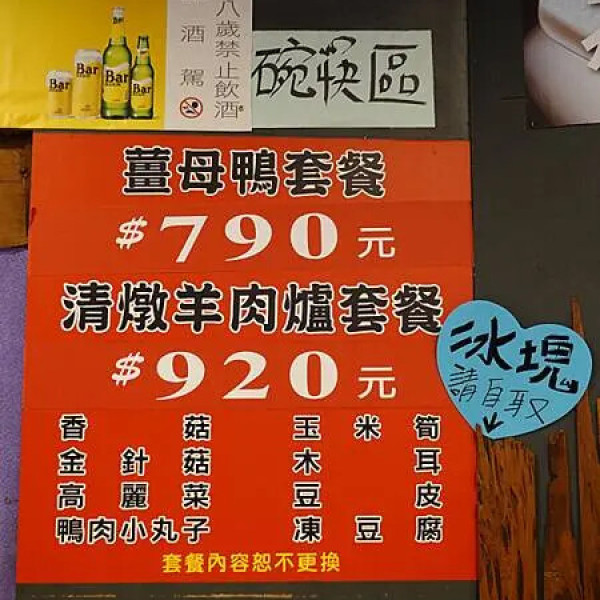 八歲禁止飲酒
酒駕
Bar
Bar
Bar
Bar
碗筷區
薑母鴨套餐
$790元
清燉羊肉爐套餐
$920元
香菇 玉米筍
金針菇 木耳
高麗菜 豆皮
鴨肉小丸子 凍豆腐
套餐內容恕不更換
冰塊
請自取